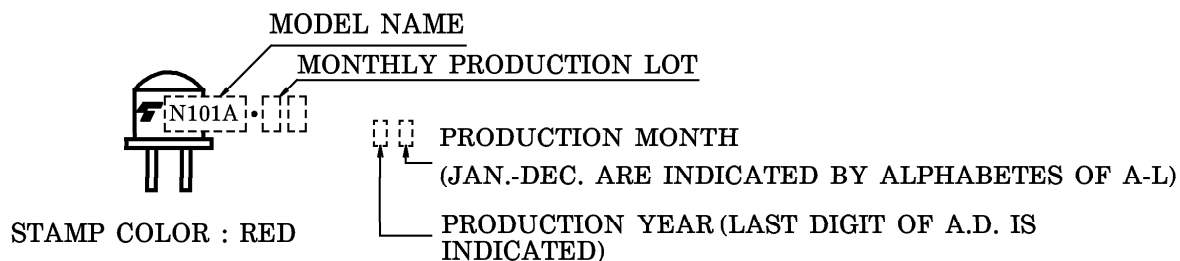 MODEL NAME
MONTHLY PRODUCTION LOT
N101A
PRODUCTION MONTH
(JAN.-DEC. ARE INDICATED BY ALPHABETES OF A-L)
PRODUCTION YEAR (LAST DIGIT OF A.D. IS
INDICATED)
STAMP COLOR : RED